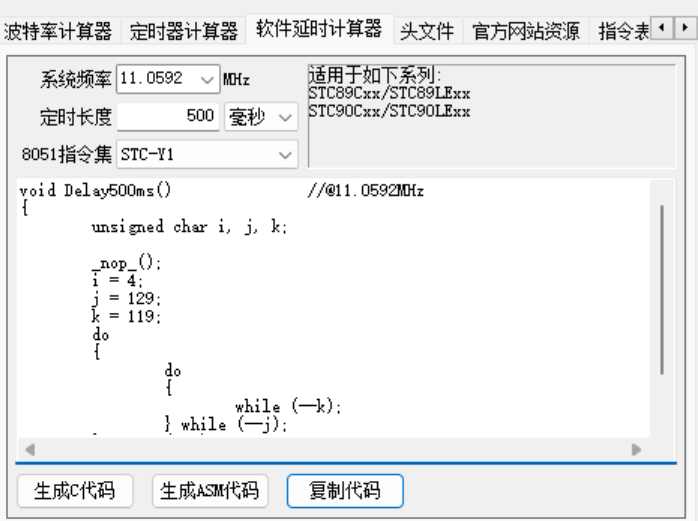 波特率计算器 定时器计算器 软件延时计算器 头文件 官方网站资源 指令表
系统频率 11.0592 MHz
定时长度 500 毫秒
8051指令集 STC-Y1
适用于如下系列:
STC89Cxx/STC89LExx
STC90Cxx/STC90LExx
void Delay500ms() //@11.0592MHz
{
unsigned char i, j, k;
_nop_();
i = 4;
j = 129;
k = 119;
do
{
do
{
while (--k);
} while (--j);
生成C代码 生成ASM代码 复制代码